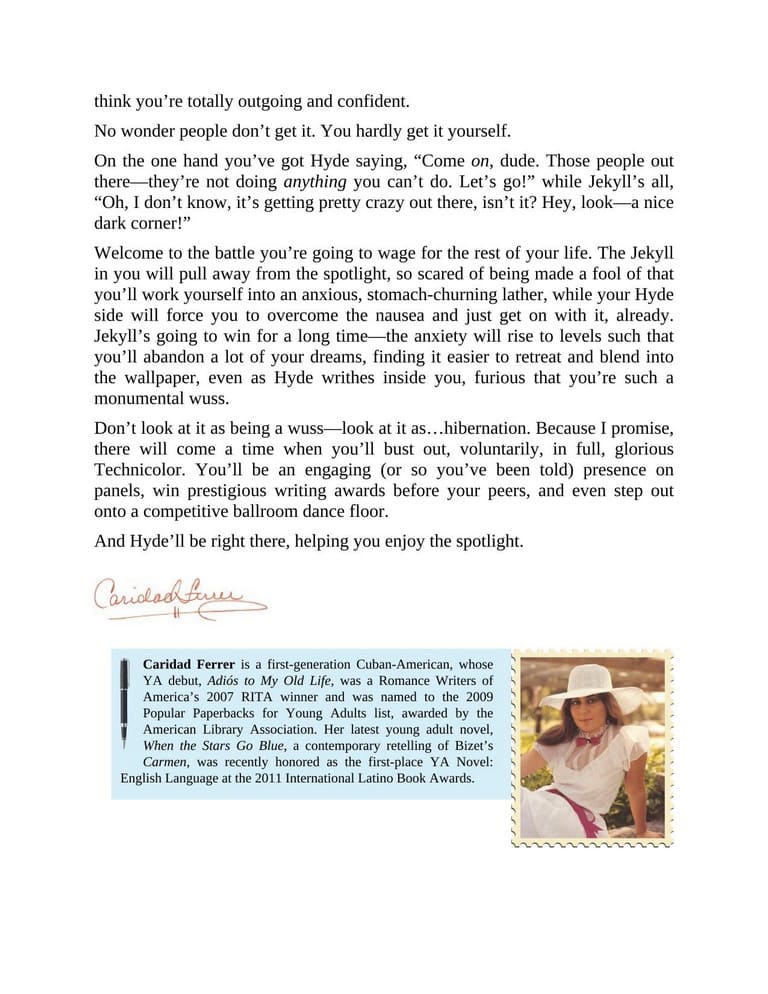 think you’re totally outgoing and confident.
No wonder people don’t get it. You hardly get it yourself.
On the one hand you’ve got Hyde saying, “Come on, dude. Those people out
there—they’re not doing anything you can’t do. Let’s go!” while Jekyll’s all,
“Oh, I don’t know, it’s getting pretty crazy out there, isn’t it? Hey, look—a nice
dark corner!”
Welcome to the battle you’re going to wage for the rest of your life. The Jekyll
in you will pull away from the spotlight, so scared of being made a fool of that
you’ll work yourself into an anxious, stomach-churning lather, while your Hyde
side will force you to overcome the nausea and just get on with it, already.
Jekyll’s going to win for a long time—the anxiety will rise to levels such that
you’ll abandon a lot of your dreams, finding it easier to retreat and blend into
the wallpaper, even as Hyde writhes inside you, furious that you’re such a
monumental wuss.
Don’t look at it as being a wuss—look at it as…hibernation. Because I promise,
there will come a time when you’ll bust out, voluntarily, in full, glorious
Technicolor. You’ll be an engaging (or so you’ve been told) presence on
panels, win prestigious writing awards before your peers, and even step out
onto a competitive ballroom dance floor.
And Hyde’ll be right there, helping you enjoy the spotlight.
Caridad Ferrer
Caridad Ferrer is a first-generation Cuban-American, whose
YA debut, Adiós to My Old Life, was a Romance Writers of
America’s 2007 RITA winner and was named to the 2009
Popular Paperbacks for Young Adults list, awarded by the
American Library Association. Her latest young adult novel,
When the Stars Go Blue, a contemporary retelling of Bizet’s
Carmen, was recently honored as the first-place YA Novel:
English Language at the 2011 International Latino Book Awards.